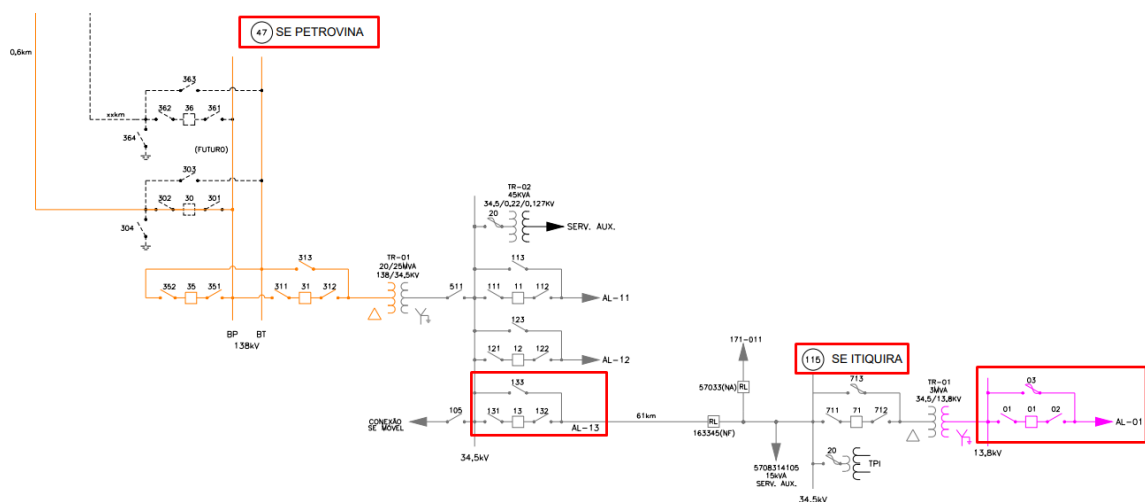 47 SE PETROVINA
0,6km
363
xxkm
362 36 361
364
(FUTURO)
303
302 30 301
304
TR-02
45KVA
34,5/0,22/0,127KV
20
SERV. AUX.
313
TR-01
20/25MVA
138/34,5KV
352 35 351 311 31 312
511
113
111 11 112
AL-11
BP BT
138kV
123
121 12 122
AL-12
171-011
57033(NA) RL
115 SE ITIQUIRA
133
131 13 132
AL-13
105
CONEXÃO
SE MOVEL
34,5kV
61km
RL
163345(NF)
713
711 71 712
TR-01
3MVA
34,5/13,8KV
03
01 01 02
AL-01
13,8kV
5708314105
15kVA
SERV. AUX.
20
TPI
34,5kV